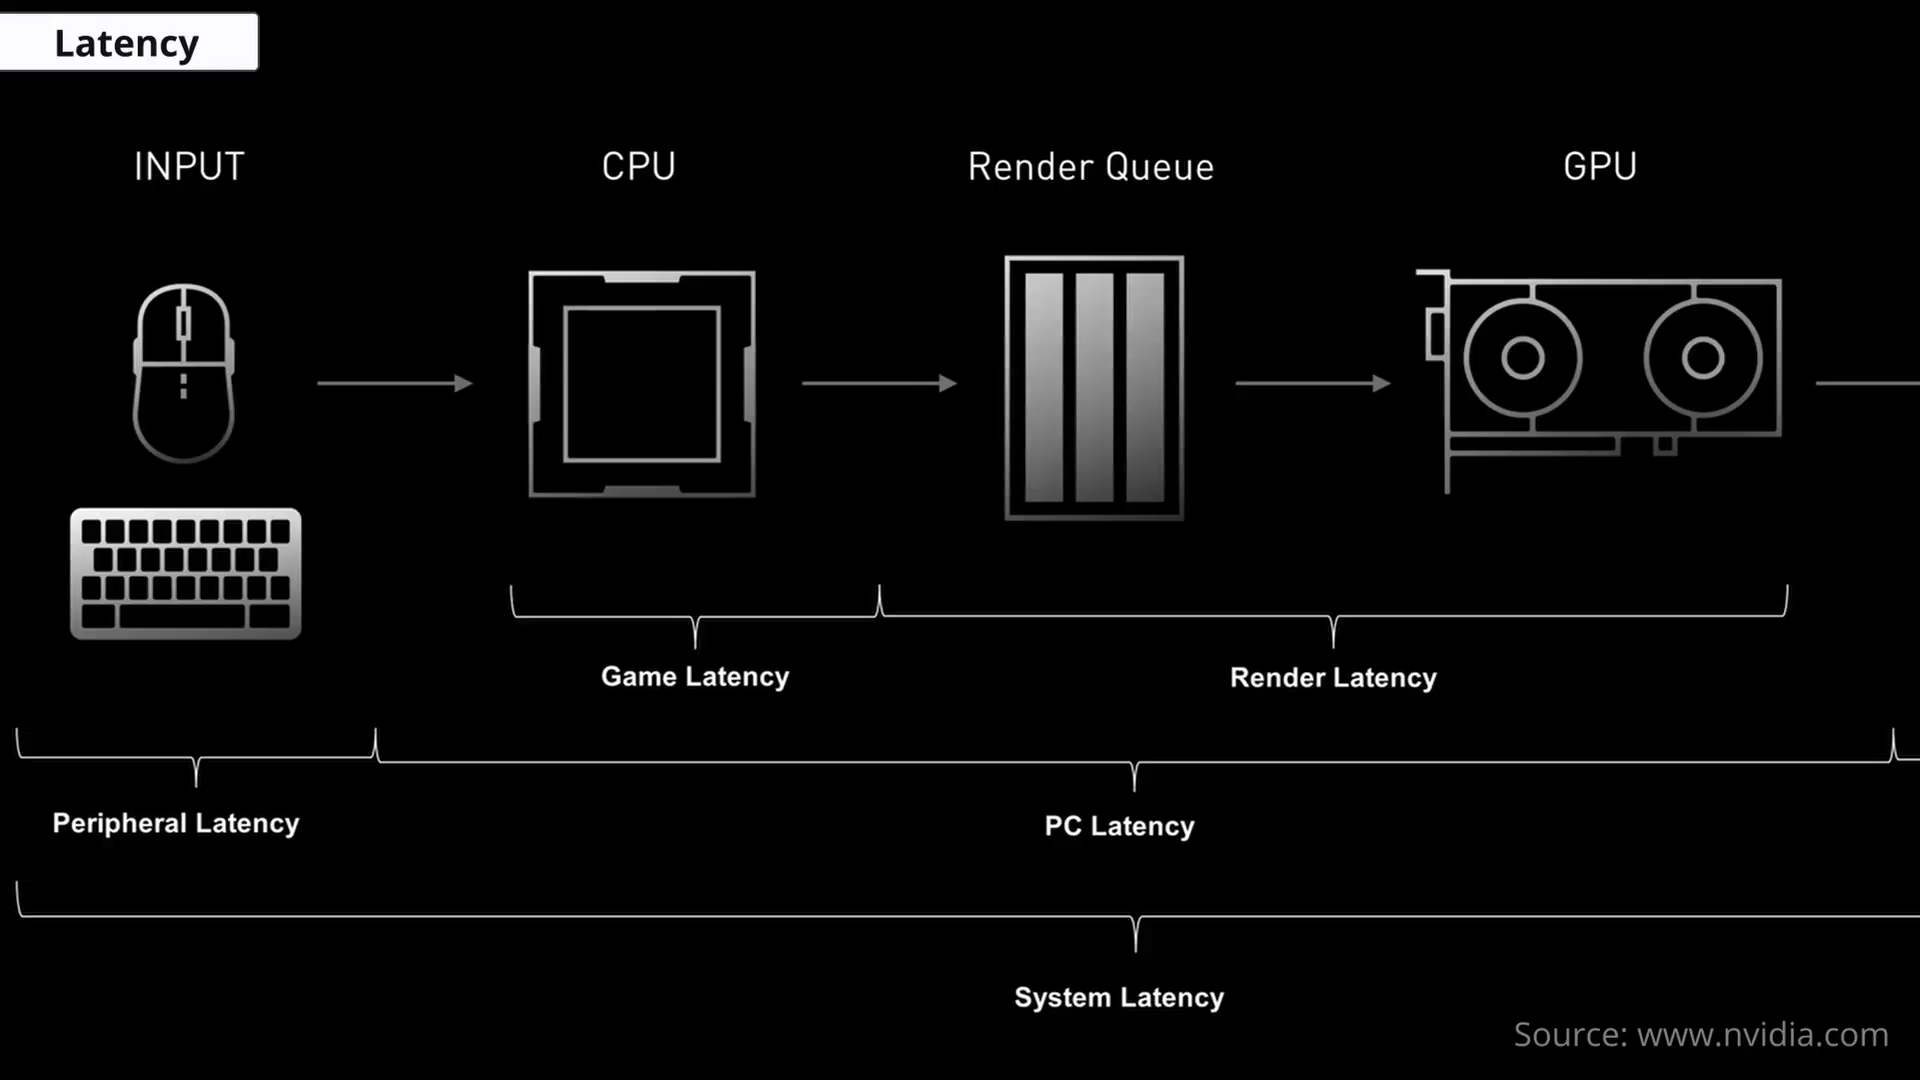 Latency
INPUT
CPU
Render Queue
GPU
Game Latency
Render Latency
Peripheral Latency
PC Latency
System Latency
Source: www.nvidia.com